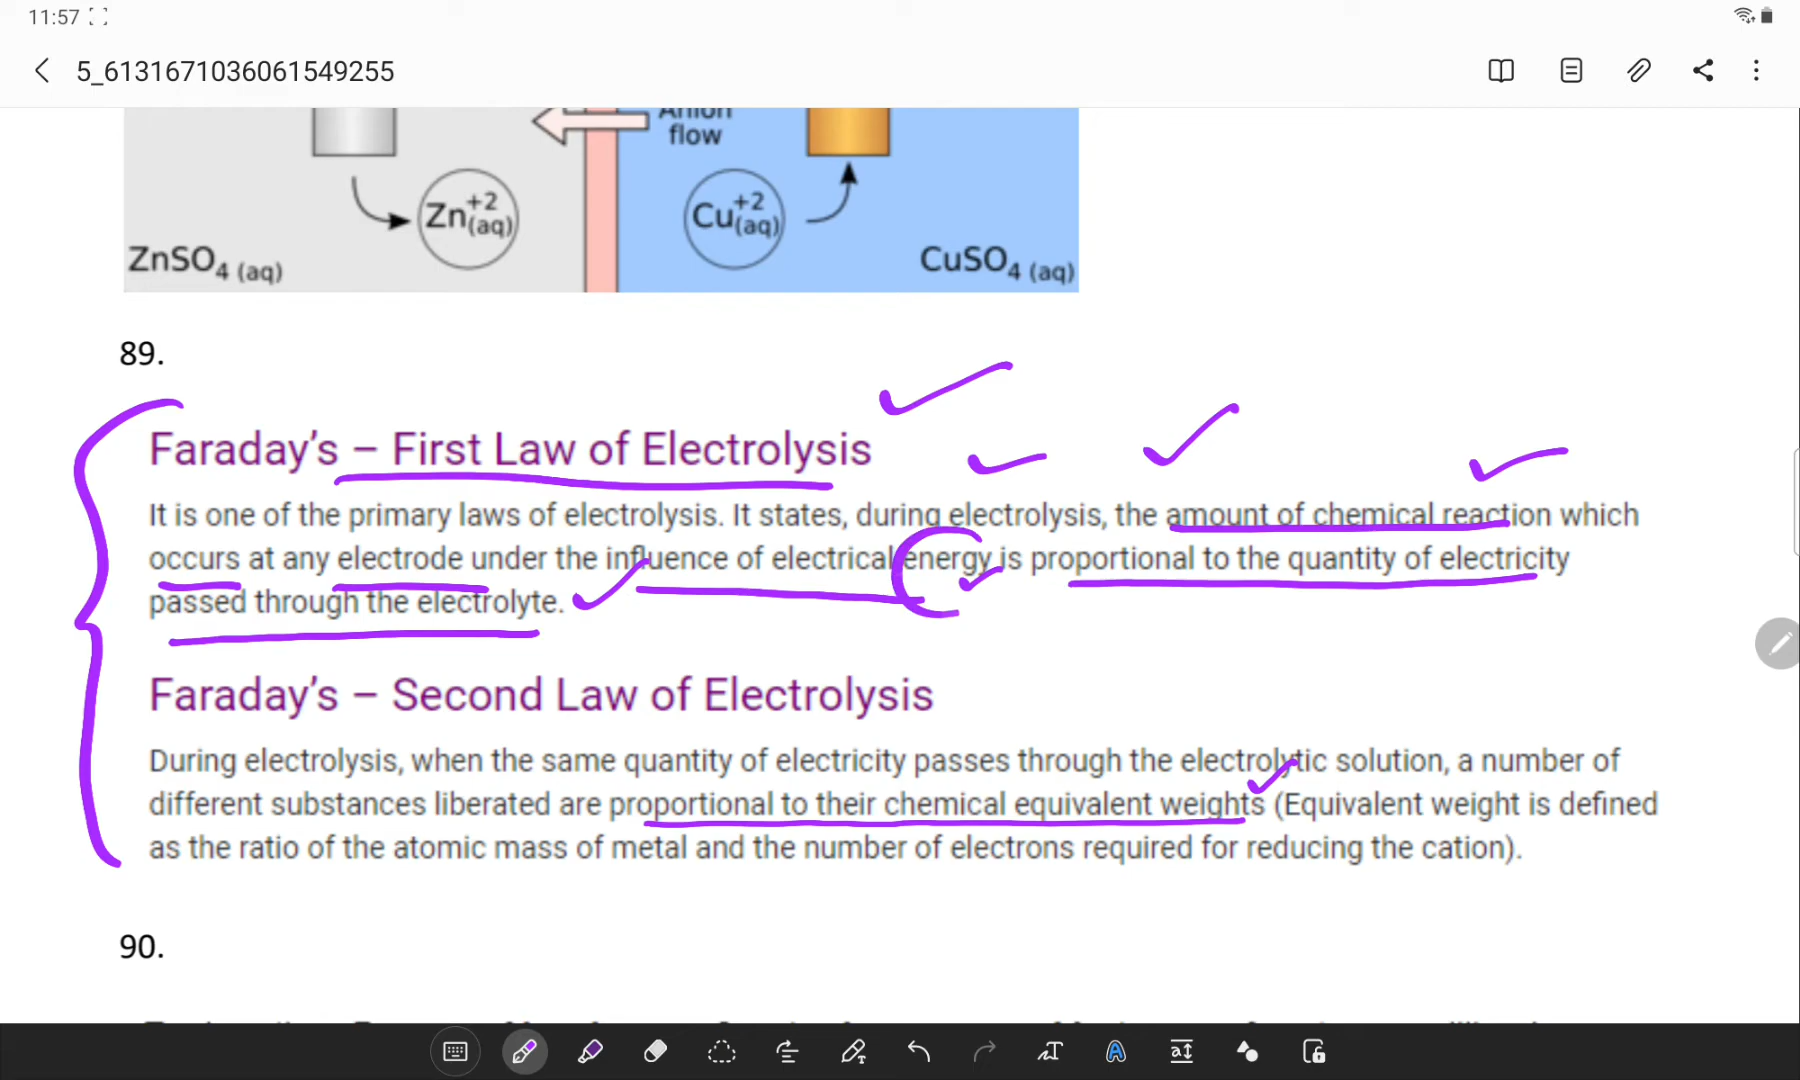 11:57
5_6131671036061549255
Anion
flow
Zn+2(aq)
Cu+2(aq)
ZnSO4 (aq)
CuSO4 (aq)
89.
Faraday's – First Law of Electrolysis
It is one of the primary laws of electrolysis. It states, during electrolysis, the amount of chemical reaction which
occurs at any electrode under the influence of electrical energy is proportional to the quantity of electricity
passed through the electrolyte.
Faraday's – Second Law of Electrolysis
During electrolysis, when the same quantity of electricity passes through the electrolytic solution, a number of
different substances liberated are proportional to their chemical equivalent weights (Equivalent weight is defined
as the ratio of the atomic mass of metal and the number of electrons required for reducing the cation).
90.